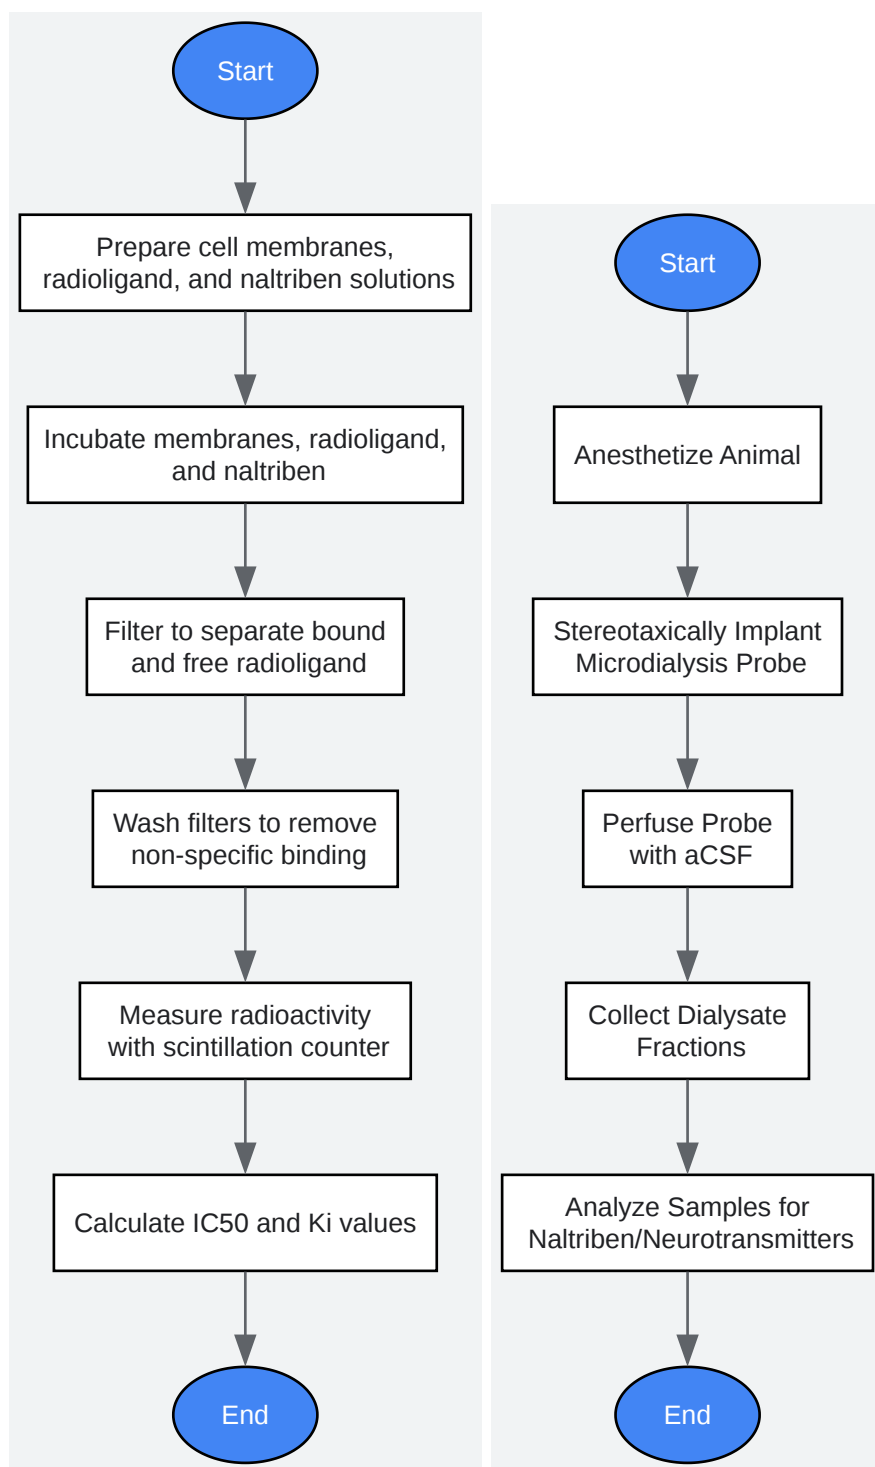 Start
Prepare cell membranes,
radioligand, and naltriben solutions
Incubate membranes, radioligand,
and naltriben
Filter to separate bound
and free radioligand
Wash filters to remove
non-specific binding
Measure radioactivity
with scintillation counter
Calculate IC50 and Ki values
End
Start
Anesthetize Animal
Stereotaxically Implant
Microdialysis Probe
Perfuse Probe
with aCSF
Collect Dialysate
Fractions
Analyze Samples for
Naltriben/Neurotransmitters
End